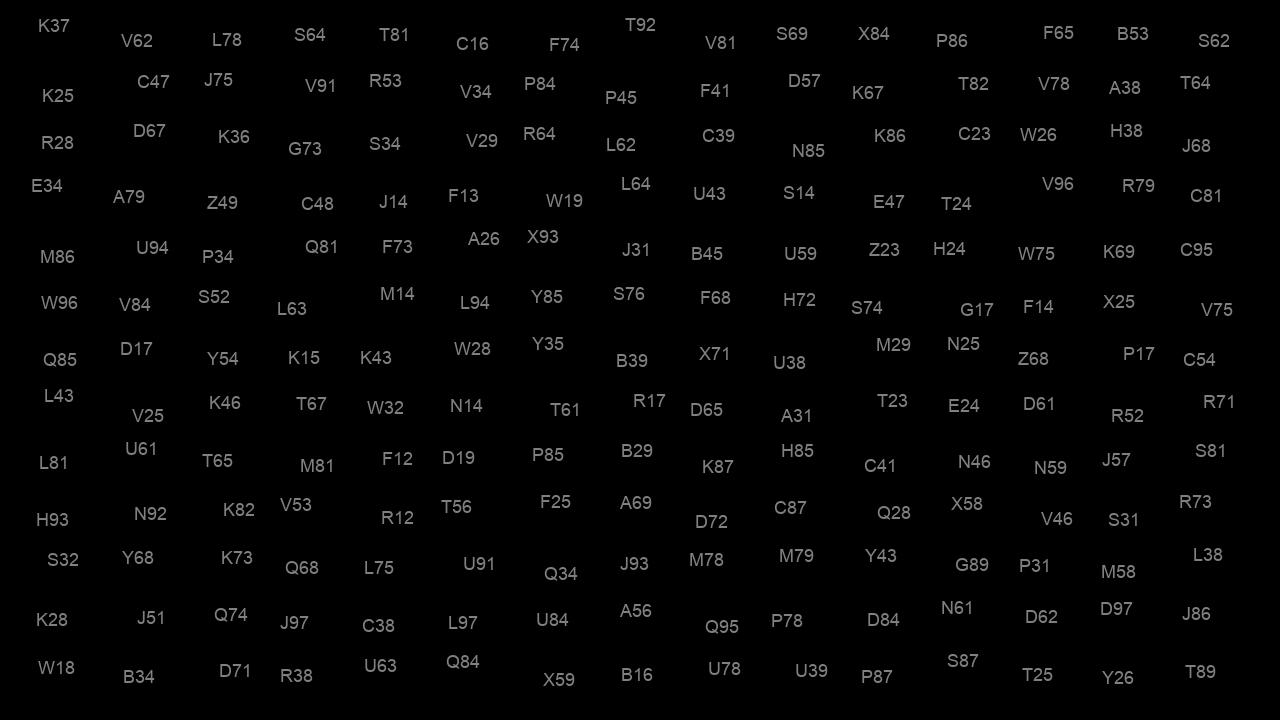 K37 V62 L78 S64 T81 C16 F74 T92 V81 S69 X84 P86 F65 B53 S62
K25 C47 J75 V91 R53 V34 P84 P45 F41 D57 K67 T82 V78 A38 T64
R28 D67 K36 G73 S34 V29 R64 L62 C39 N85 K86 C23 W26 H38 J68
E34 A79 Z49 C48 J14 F13 W19 L64 U43 S14 E47 T24 V96 R79 C81
M86 U94 P34 Q81 F73 A26 X93 J31 B45 U59 Z23 H24 W75 K69 C95
W96 V84 S52 L63 M14 L94 Y85 S76 F68 H72 S74 G17 F14 X25 V75
Q85 D17 Y54 K15 K43 W28 Y35 B39 X71 U38 M29 N25 Z68 P17 C54
L43 V25 K46 T67 W32 N14 T61 R17 D65 A31 T23 E24 D61 R52 R71
L81 U61 T65 M81 F12 D19 P85 B29 K87 H85 C41 N46 N59 J57 S81
H93 N92 K82 V53 R12 T56 F25 A69 D72 C87 Q28 X58 V46 S31 R73
S32 Y68 K73 Q68 L75 U91 Q34 J93 M78 M79 Y43 G89 P31 M58 L38
K28 J51 Q74 J97 C38 L97 U84 A56 Q95 P78 D84 N61 D62 D97 J86
W18 B34 D71 R38 U63 Q84 X59 B16 U78 U39 P87 S87 T25 Y26 T89